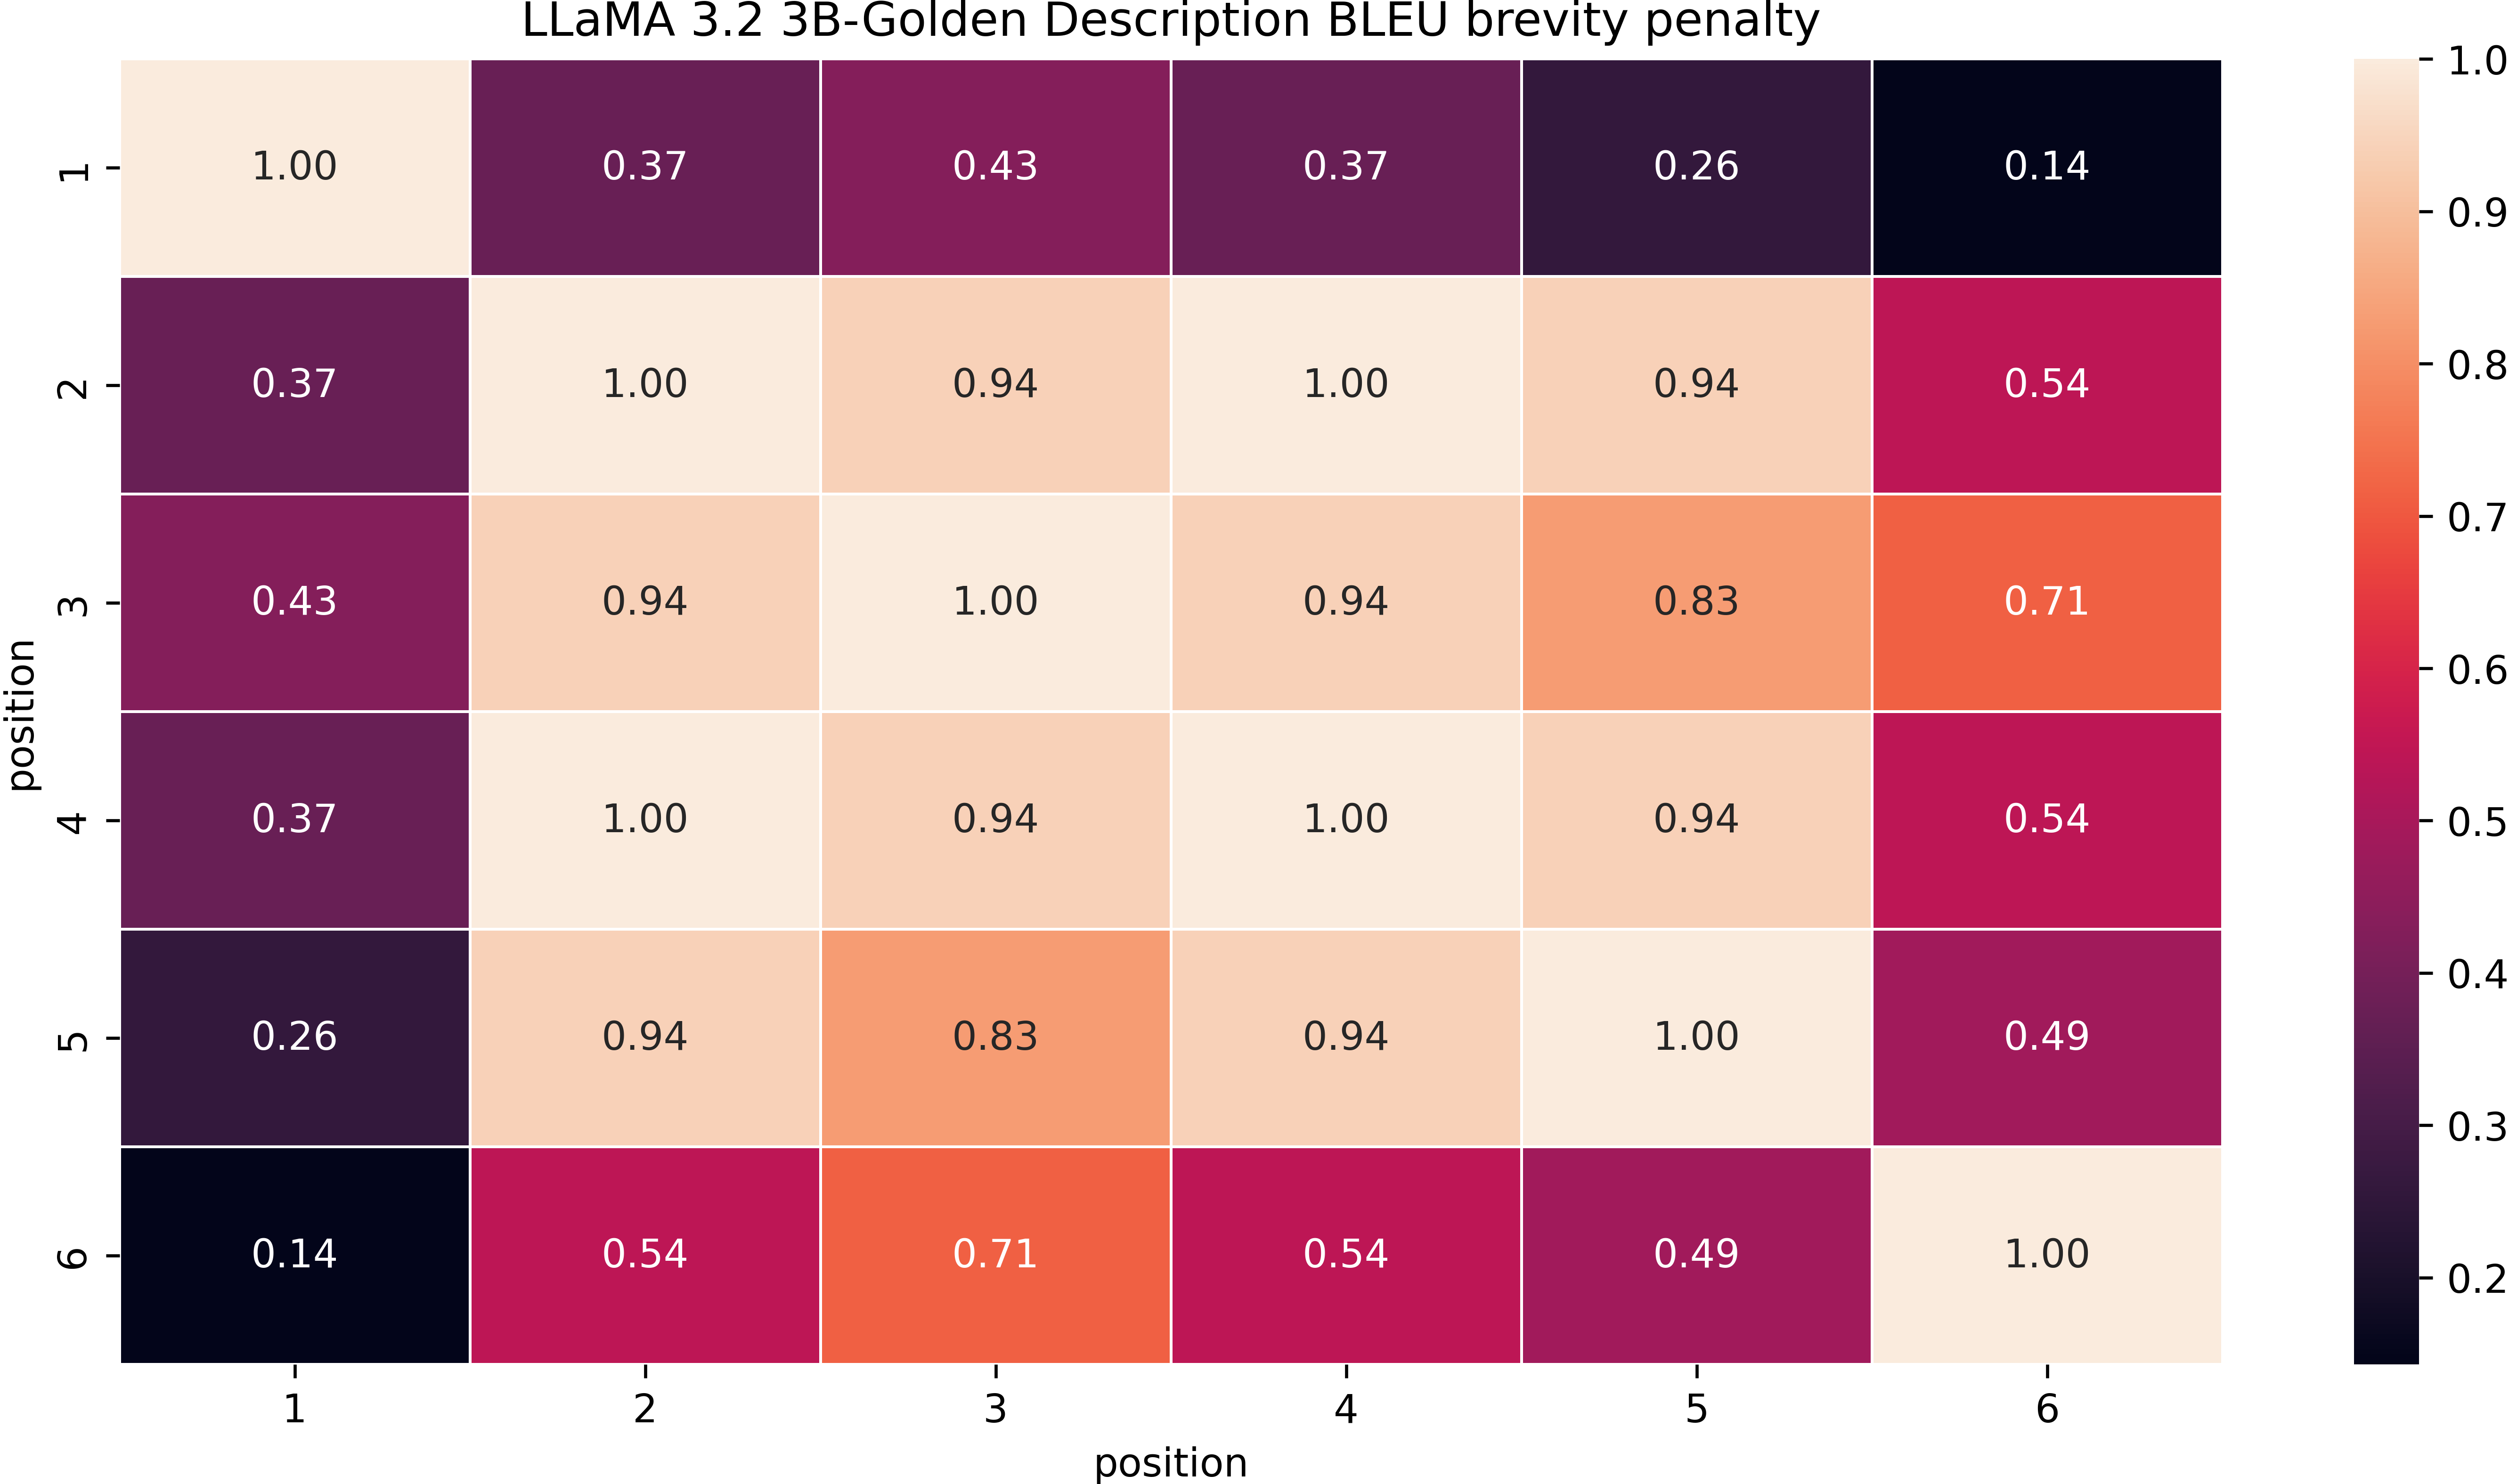 LLaMA 3.2 3B-Golden Description BLEU brevity penalty
1 1.00 0.37 0.43 0.37 0.26 0.14
2 0.37 1.00 0.94 1.00 0.94 0.54
3 0.43 0.94 1.00 0.94 0.83 0.71
4 0.37 1.00 0.94 1.00 0.94 0.54
5 0.26 0.94 0.83 0.94 1.00 0.49
6 0.14 0.54 0.71 0.54 0.49 1.00
position
1 2 3 4 5 6
position
1.0
0.9
0.8
0.7
0.6
0.5
0.4
0.3
0.2